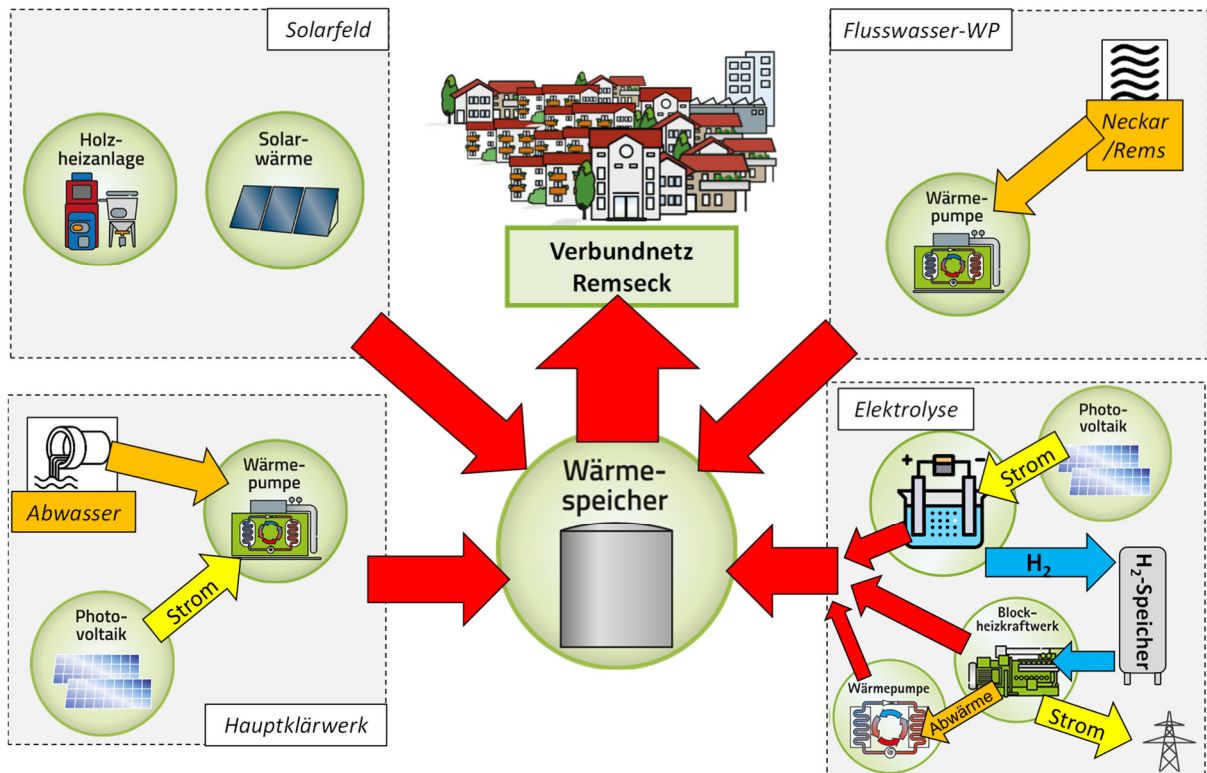 Solarfeld
Holz-
heizanlage
Solar-
wärme
Verbundnetz
Remseck
Flusswasser-WP
Neckar
/Rems
Wärme-
pumpe
Abwasser
Wärme-
pumpe
Strom
Photo-
voltaik
Hauptklärwerk
Wärme-
speicher
Elektrolyse
Photo-
voltaik
Strom
+ -
H₂
H₂-Speicher
Block-
heizkraftwerk
Wärmepumpe
Abwärme
Strom